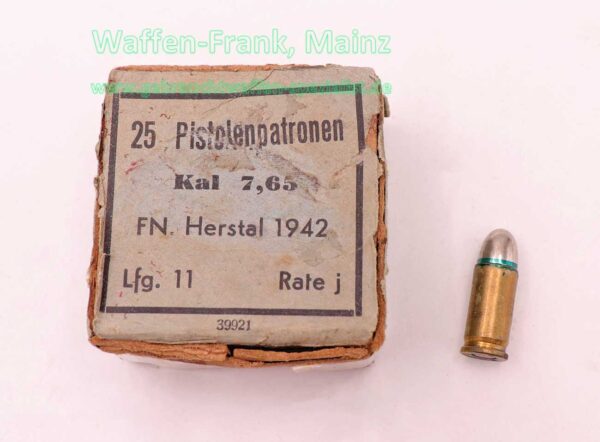 Waffen-Frank, Mainz
25 Pistolenpatronen
Kal 7,65
FN. Herstal 1942
Lfg. 11 Rate j
39921